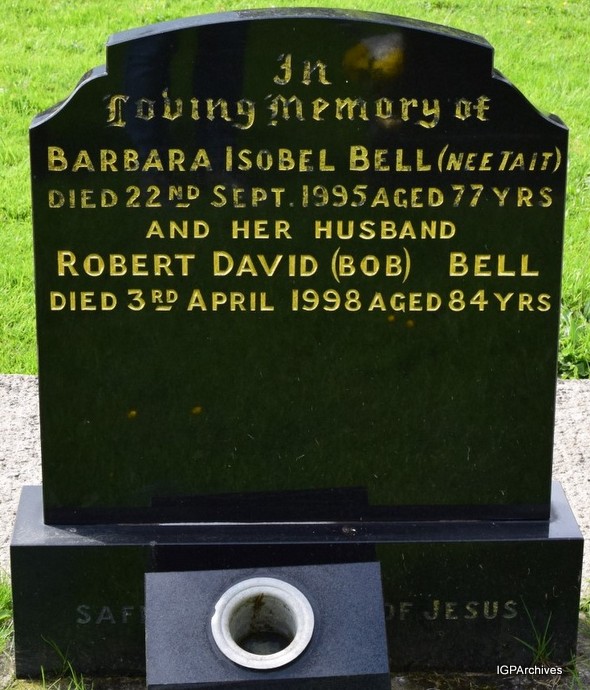 In
Loving Memory of
BARBARA ISOBEL BELL (NEE TAIT)
DIED 22ND SEPT. 1995 AGED 77 YRS
AND HER HUSBAND
ROBERT DAVID (BOB) BELL
DIED 3RD APRIL 1998 AGED 84 YRS
OF JESUS
IGPArchives